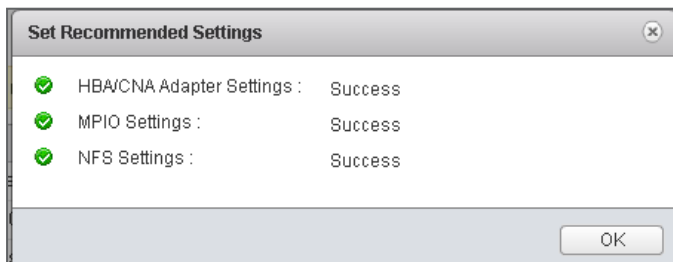 Set Recommended Settings
HBA/CNA Adapter Settings : Success
MPIO Settings : Success
NFS Settings : Success
OK